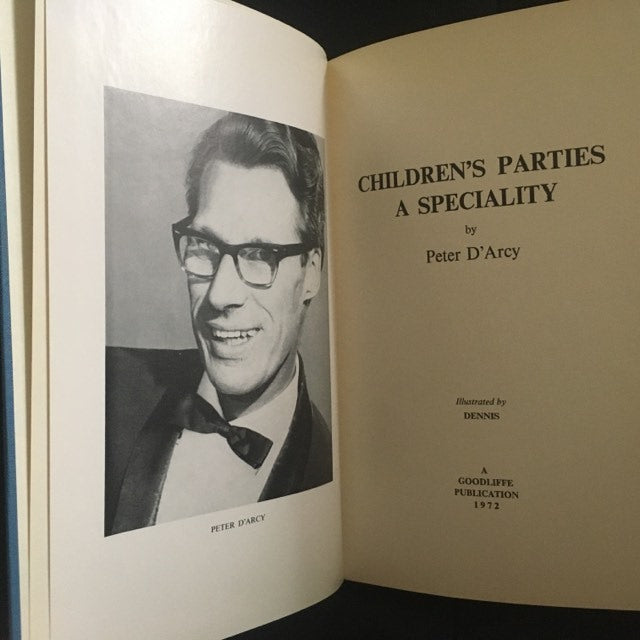 PETER D'ARCY
CHILDREN'S PARTIES
A SPECIALITY
by
Peter D'Arcy
Illustrated by
DENNIS
A
GOODLIFFE
PUBLICATION
1972